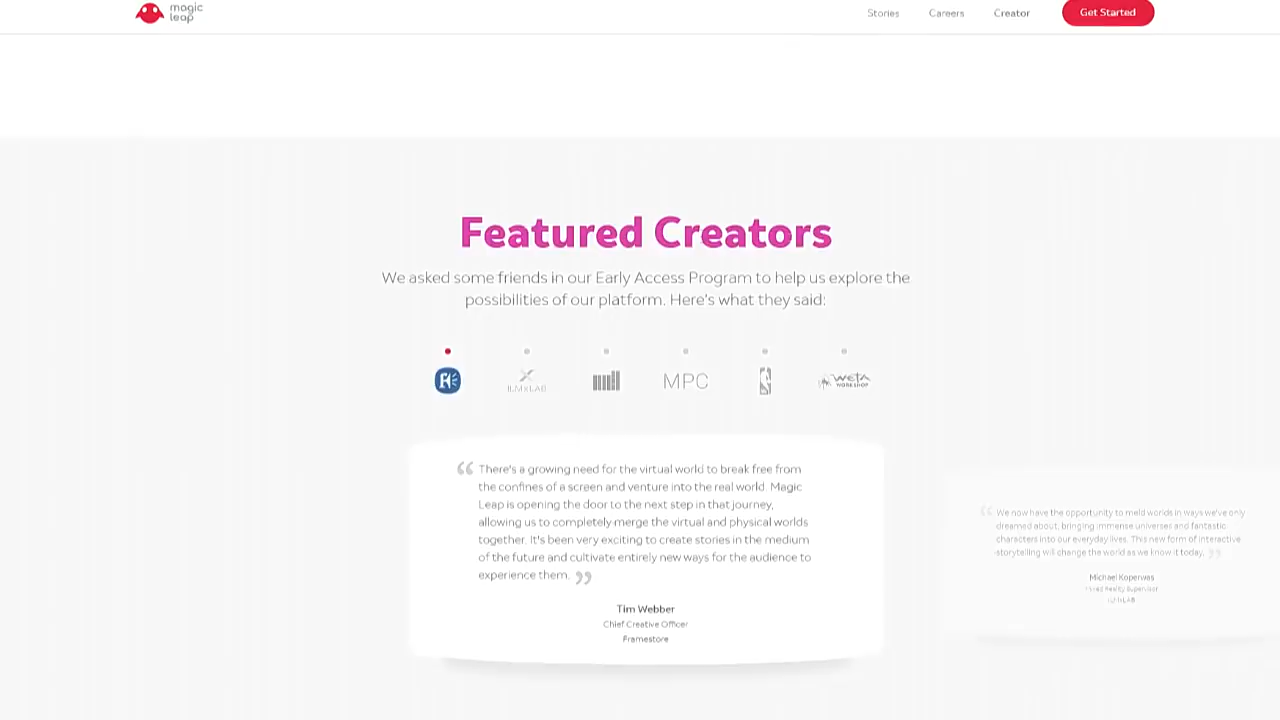 magic
leap
Stories Careers Creator Get Started
Featured Creators
We asked some friends in our Early Access Program to help us explore the
possibilities of our platform. Here's what they said:
ILMxLAB MPC WETA
WORKSHOP
“ There's a growing need for the virtual world to break free from
the confines of a screen and venture into the real world. Magic
Leap is opening the door to the next step in that journey,
allowing us to completely merge the virtual and physical worlds
together. It's been very exciting to create stories in the medium
of the future and cultivate entirely new ways for the audience to
experience them. ”
Tim Webber
Chief Creative Officer
Framestore
“ We now have the opportunity to meld worlds in ways we've only
dreamed about, bringing immense universes and fantastic
characters into our everyday lives. This new form of interactive
storytelling will change the world as we know it today. ”
Michael Koperwas
Mixed Reality Supervisor
ILMxLAB